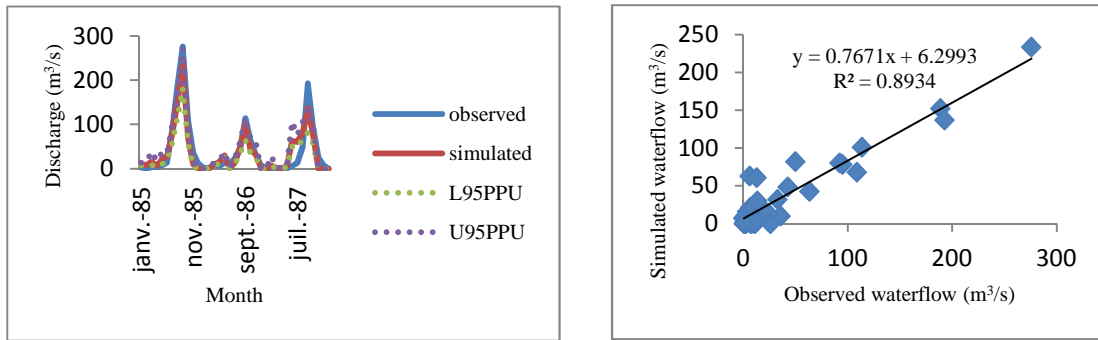 Discharge (m³/s)
300
200
100
0
janv.-85
nov.-85
sept.-86
juil.-87
Month
observed
simulated
L95PPU
U95PPU
Simulated waterflow (m³/s)
250
200
150
100
50
0
y = 0.7671x + 6.2993
R² = 0.8934
0
100
200
300
Observed waterflow (m³/s)